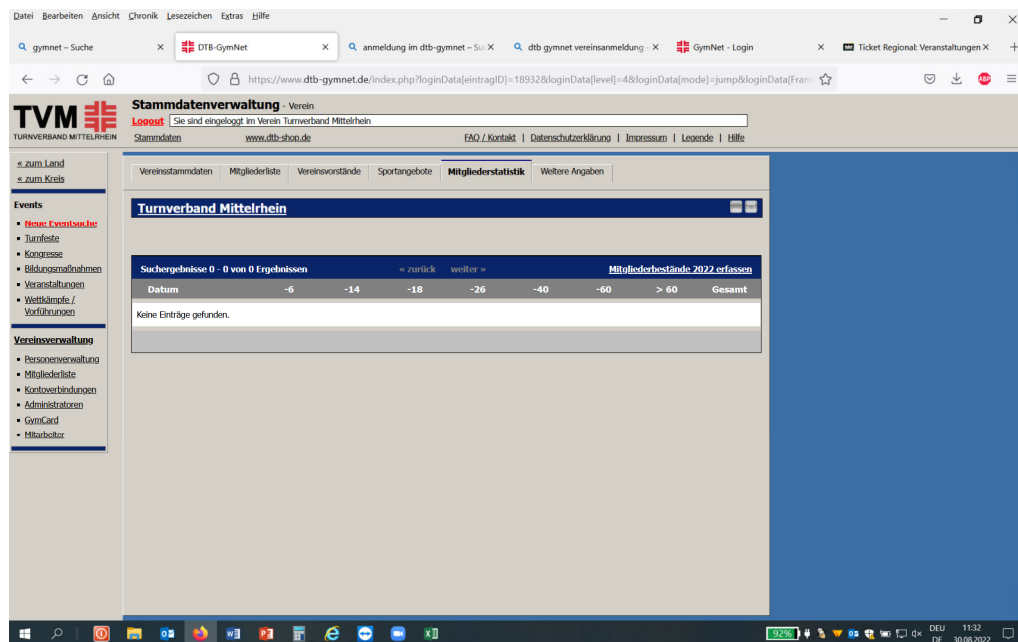 Datei Bearbeiten Ansicht Chronik Lesezeichen Extras Hilfe
gymnet – Suche
DTB-GymNet
anmeldung im dtb-gymnet – Su
dtb gymnet vereinsanmeldung -
GymNet - Login
Ticket Regional: Veranstaltungen
https://www.dtb-gymnet.de/index.php?loginData[eintragID]=18932&loginData[level]=4&loginData[mode]=jump&loginData[Fram
ABP
TVM
TURNVERBAND MITTELRHEIN
Stammdatenverwaltung - Verein
Logout Sie sind eingeloggt im Verein Turnverband Mittelrhein
Stammdaten www.dtb-shop.de FAQ / Kontakt | Datenschutzerklärung | Impressum | Legende | Hilfe
« zum Land
« zum Kreis
Events
Neue Eventsuche
Turnfeste
Kongresse
Bildungsmaßnahmen
Veranstaltungen
Wettkämpfe /
Vorführungen
Vereinsverwaltung
Personenverwaltung
Mitgliederliste
Kontoverbindungen
Administratoren
GymCard
Mitarbeiter
Vereinsstammdaten Mitgliederliste Vereinsvorstände Sportangebote Mitgliederstatistik Weitere Angaben
Turnverband Mittelrhein
Suchergebnisse 0 - 0 von 0 Ergebnissen « zurück weiter » Mitgliederbestände 2022 erfassen
Datum -6 -14 -18 -26 -40 -60 > 60 Gesamt
Keine Einträge gefunden.
92%
DEU 11:32
DE 30.08.2022